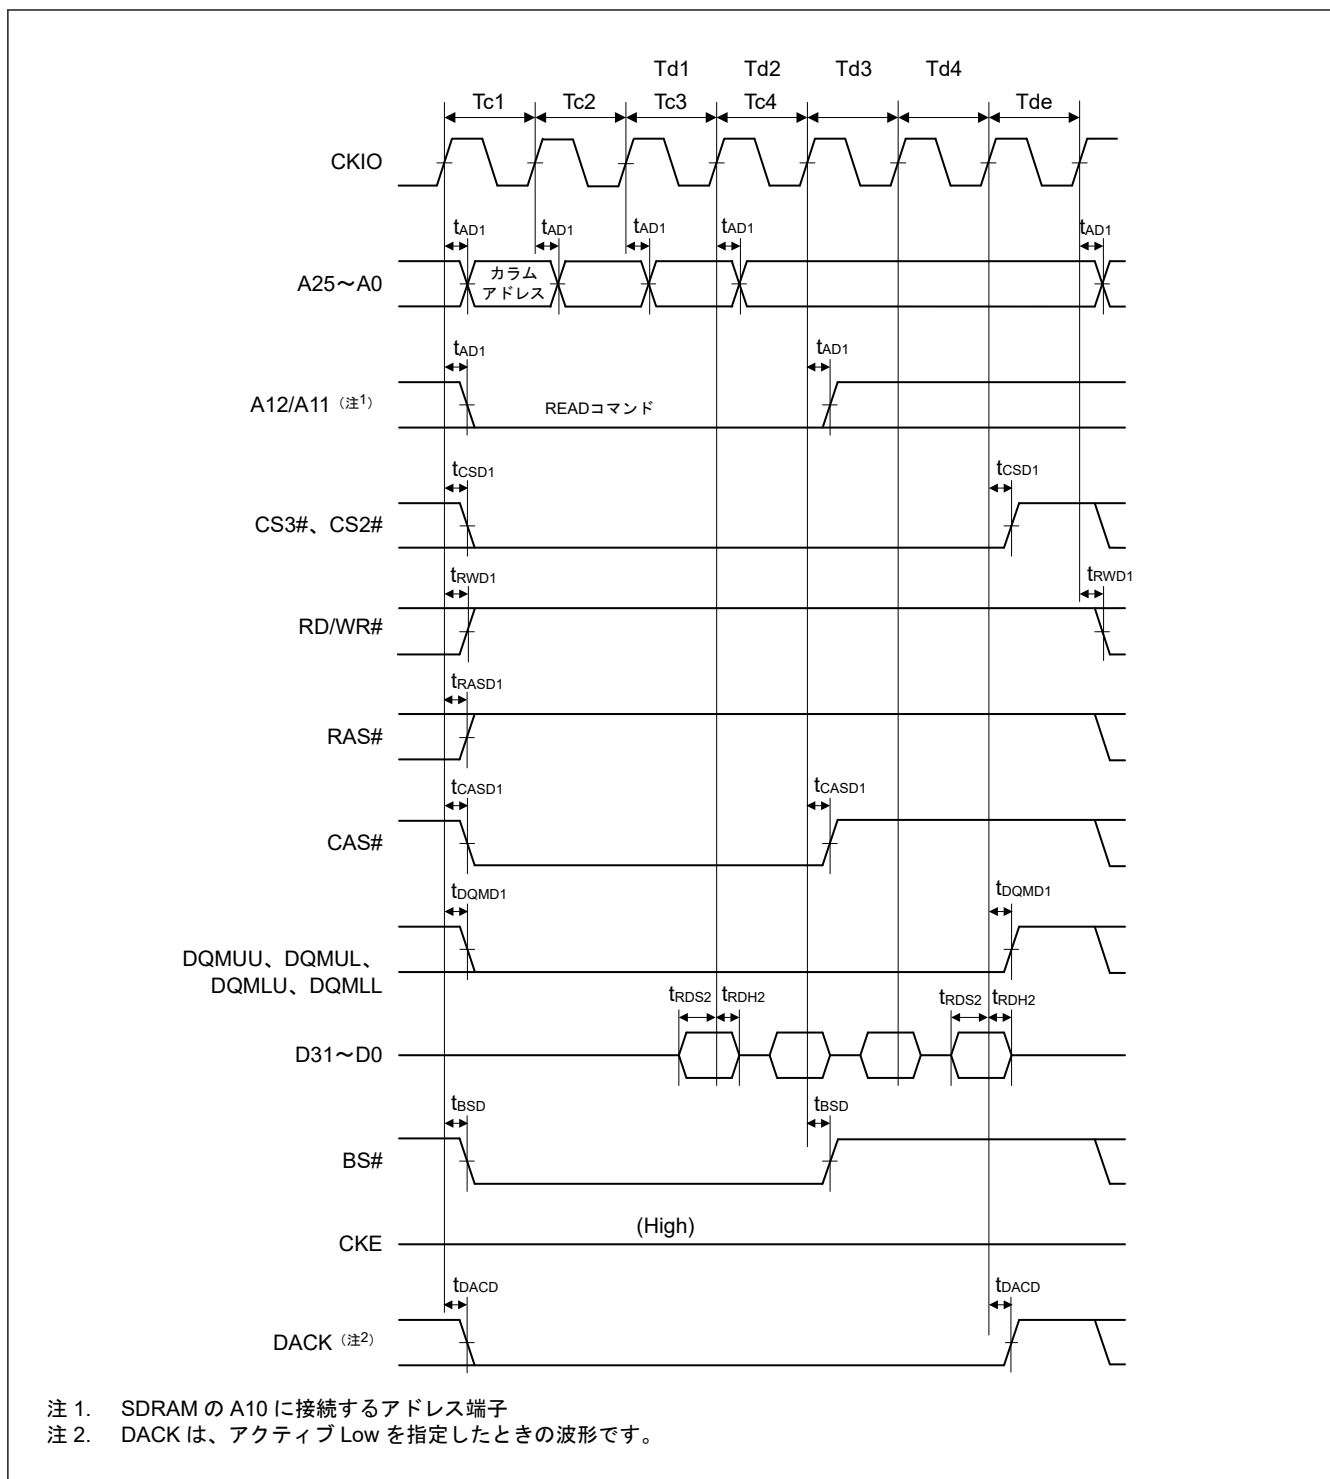 Td1 Td2 Td3 Td4
Tc1 Tc2 Tc3 Tc4 Tde
CKIO
tAD1 tAD1 tAD1 tAD1 tAD1
A25～A0
カラム
アドレス
tAD1 tAD1
A12/A11（注1）
READコマンド
tCSD1 tCSD1
CS3#、CS2#
tRWD1 tRWD1
RD/WR#
tRASD1
RAS#
tCASD1 tCASD1
CAS#
tDQMD1 tDQMD1
DQMUU、DQMUL、
DQMLU、DQMLL
tRDS2 tRDH2 tRDS2 tRDH2
D31～D0
tBSD tBSD
BS#
(High)
CKE
tDACD tDACD
DACK（注2）
注 1. SDRAM の A10 に接続するアドレス端子
注 2. DACK は、アクティブ Low を指定したときの波形です。